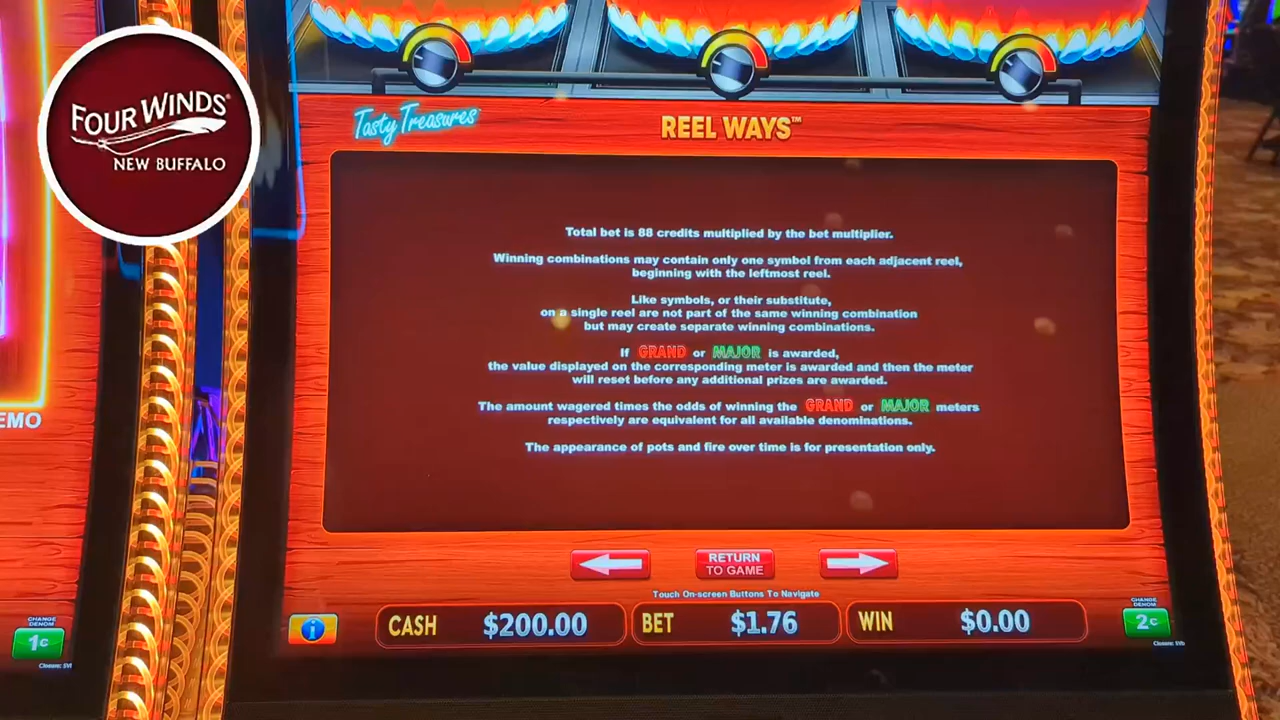 FOUR WINDS®
NEW BUFFALO
Tasty Treasures™
REEL WAYS™
Total bet is 88 credits multiplied by the bet multiplier.
Winning combinations may contain only one symbol from each adjacent reel,
beginning with the leftmost reel.
Like symbols, or their substitute,
on a single reel are not part of the same winning combination
but may create separate winning combinations.
If GRAND or MAJOR is awarded,
the value displayed on the corresponding meter is awarded and then the meter
will reset before any additional prizes are awarded.
The amount wagered times the odds of winning the GRAND or MAJOR meters
respectively are equivalent for all available denominations.
The appearance of pots and fire over time is for presentation only.
RETURN
TO GAME
Touch On-screen Buttons To Navigate
CASH $200.00 BET $1.76 WIN $0.00
CHANGE
DENOM
2¢
EMO
CHANGE
DENOM
1¢